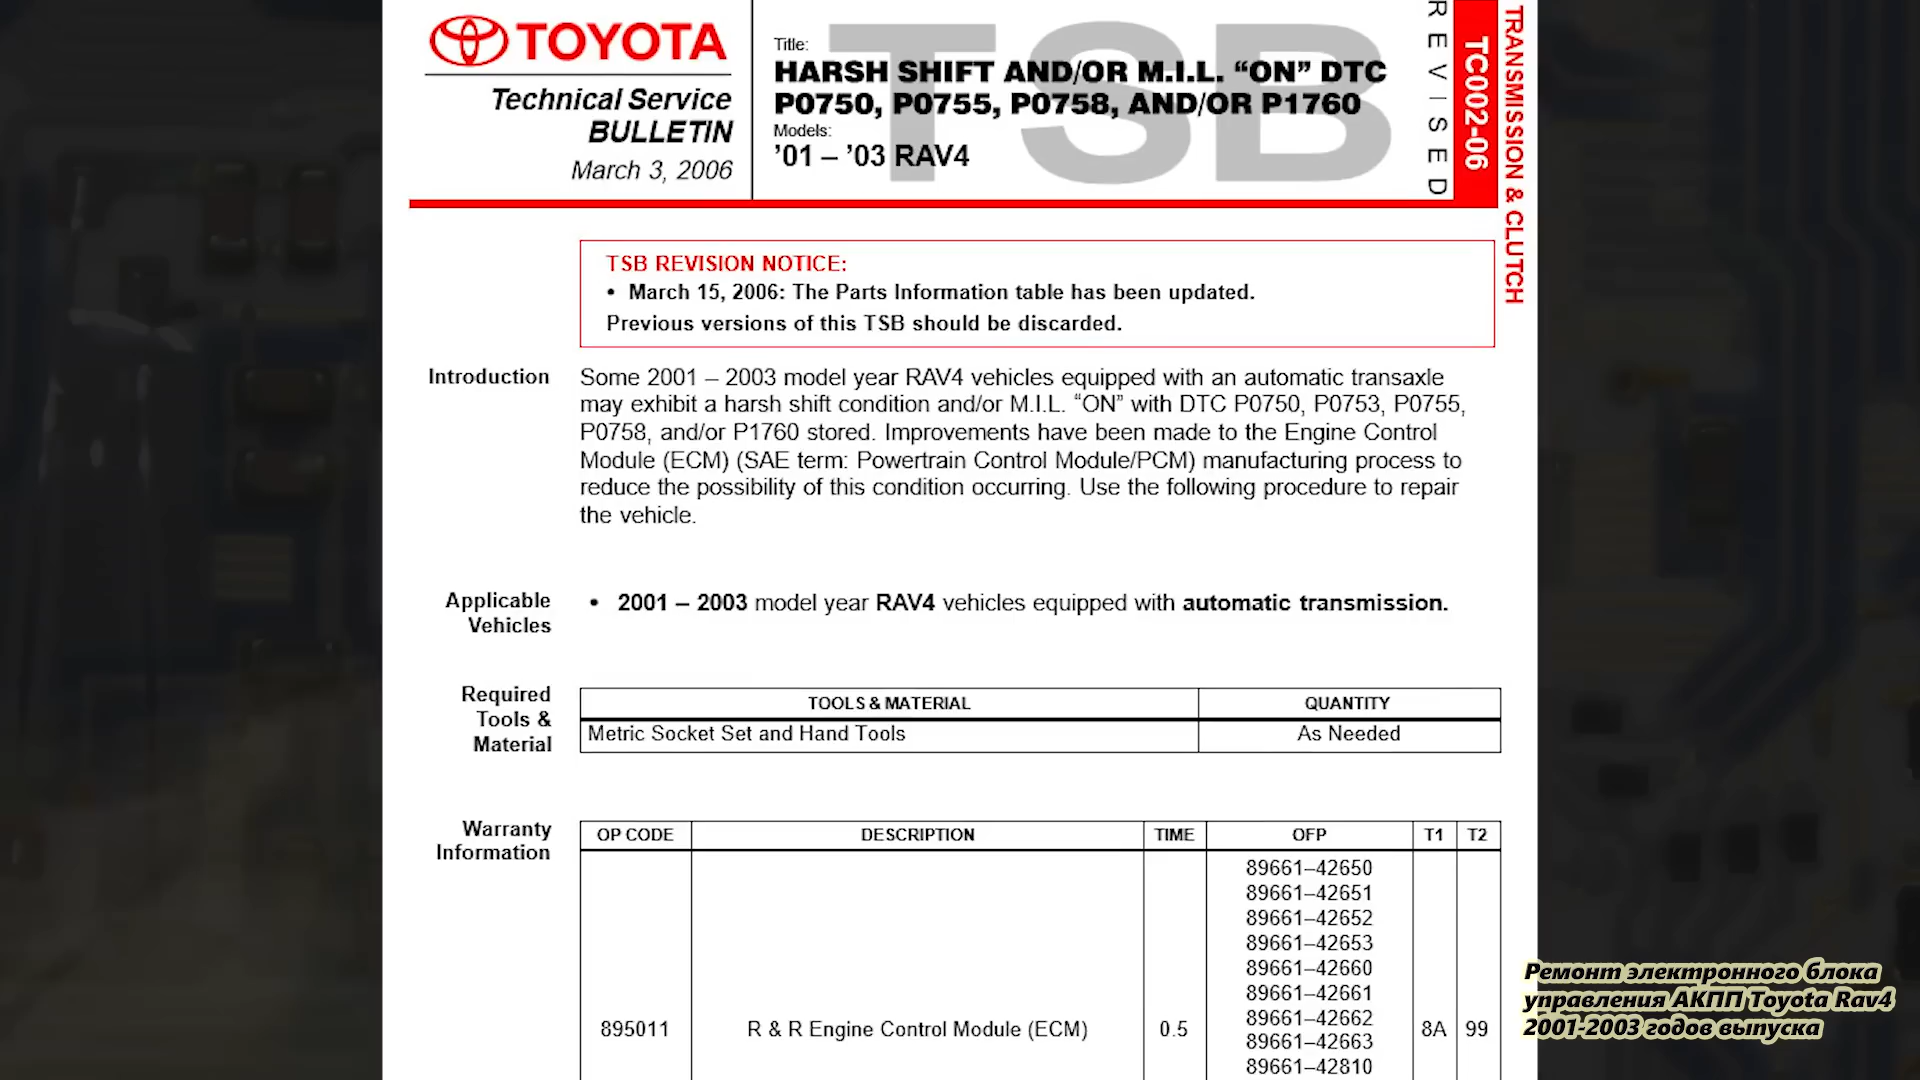 TOYOTA
Technical Service
BULLETIN
March 3, 2006
TSB
Title:
HARSH SHIFT AND/OR M.I.L. “ON” DTC
P0750, P0755, P0758, AND/OR P1760
Models:
’01 – ’03 RAV4
REVISED
TC002-06
TRANSMISSION & CLUTCH
TSB REVISION NOTICE:
• March 15, 2006: The Parts Information table has been updated.
Previous versions of this TSB should be discarded.
Introduction
Some 2001 – 2003 model year RAV4 vehicles equipped with an automatic transaxle
may exhibit a harsh shift condition and/or M.I.L. “ON” with DTC P0750, P0753, P0755,
P0758, and/or P1760 stored. Improvements have been made to the Engine Control
Module (ECM) (SAE term: Powertrain Control Module/PCM) manufacturing process to
reduce the possibility of this condition occurring. Use the following procedure to repair
the vehicle.
Applicable
Vehicles
• 2001 – 2003 model year RAV4 vehicles equipped with automatic transmission.
Required
Tools &
Material
TOOLS & MATERIAL QUANTITY
Metric Socket Set and Hand Tools As Needed
Warranty
Information
OP CODE DESCRIPTION TIME OFP T1 T2
89661–42650
89661–42651
89661–42652
89661–42653
89661–42660
89661–42661
89661–42662
895011 R & R Engine Control Module (ECM) 0.5 8A 99
89661–42663
89661–42810
Ремонт электронного блока
управления АКПП Toyota Rav4
2001-2003 годов выпуска